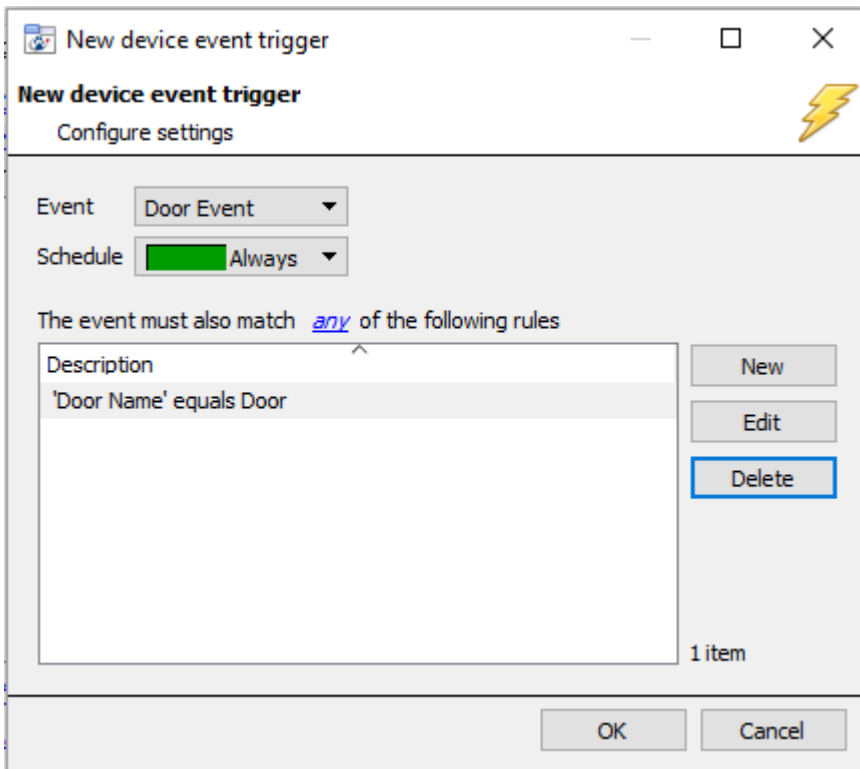 New device event trigger
New device event trigger
Configure settings
Event Door Event
Schedule Always
The event must also match any of the following rules
Description
'Door Name' equals Door
New
Edit
Delete
1 item
OK Cancel